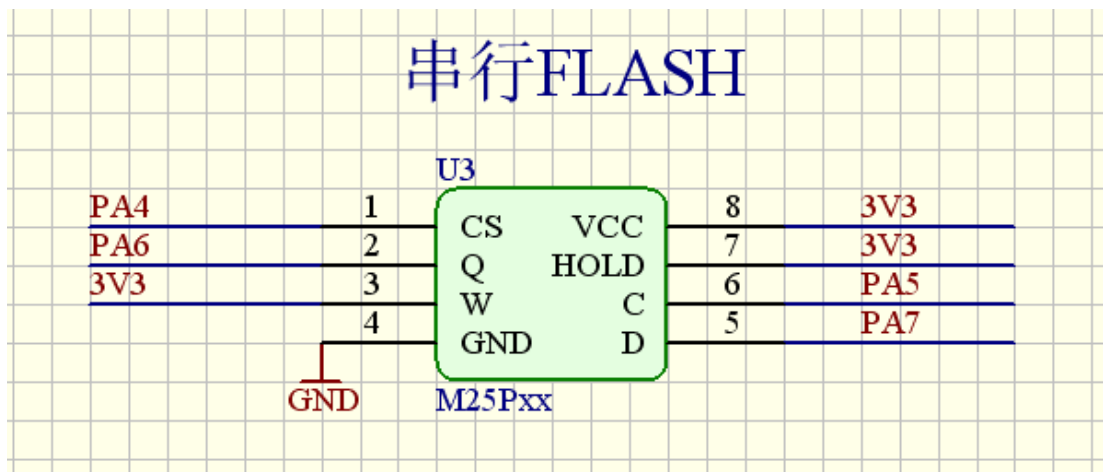 串行FLASH
U3
PA4 1 CS VCC 8 3V3
PA6 2 Q HOLD 7 3V3
3V3 3 W C 6 PA5
4 GND D 5 PA7
GND M25Pxx